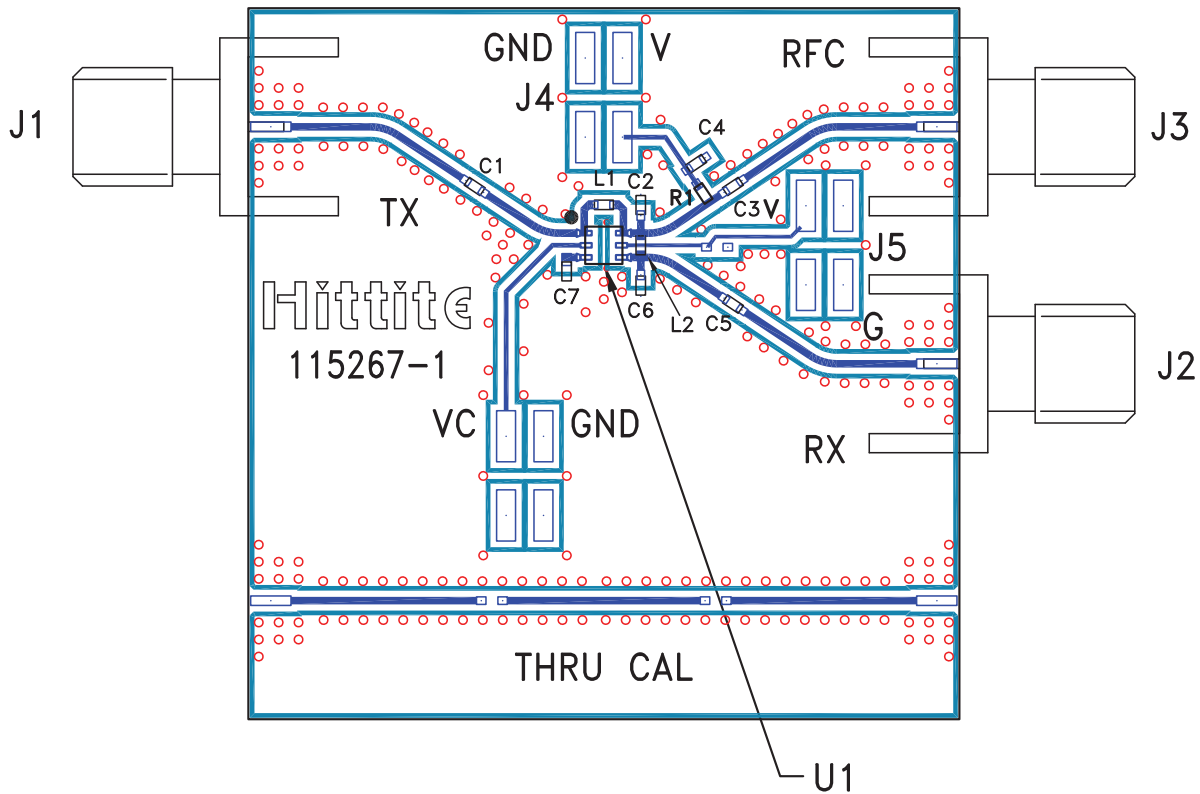 GND V
RFC
J4
J1
J3
C4
C1
L1 C2
R1
TX
C3 V
J5
C7
C6
L2 C5
G
Hittite
115267-1
J2
VC GND
RX
THRU CAL
U1